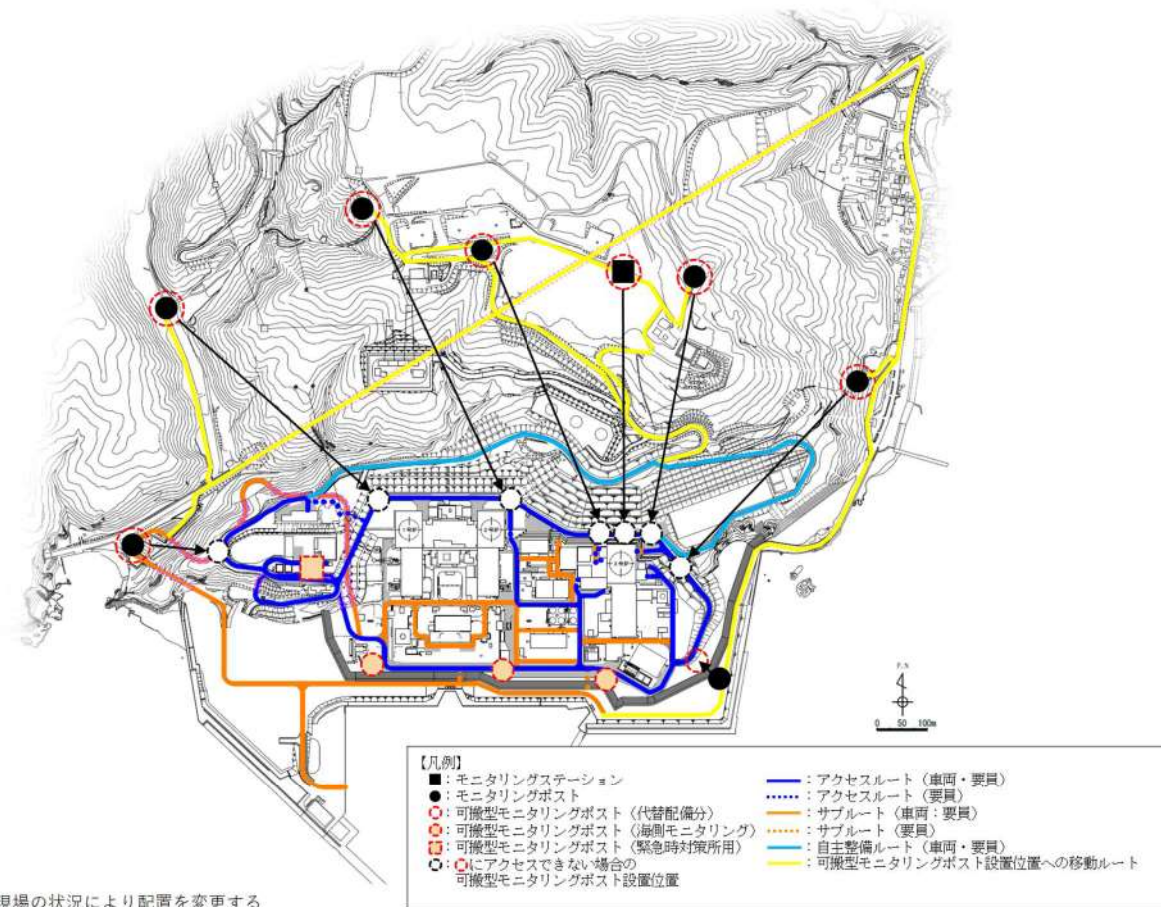 P.N
0 50 100m
【凡例】
■：モニタリングステーション
●：モニタリングポスト
：可搬型モニタリングポスト（代替配備分）
：可搬型モニタリングポスト（海側モニタリング）
：可搬型モニタリングポスト（緊急時対策所用）
：にアクセスできない場合の
可搬型モニタリングポスト設置位置
：アクセスルート（車両・要員）
：アクセスルート（要員）
：サブルート（車両・要員）
：サブルート（要員）
：自主整備ルート（車両・要員）
：可搬型モニタリングポスト設置位置への移動ルート
現場の状況により配置を変更する